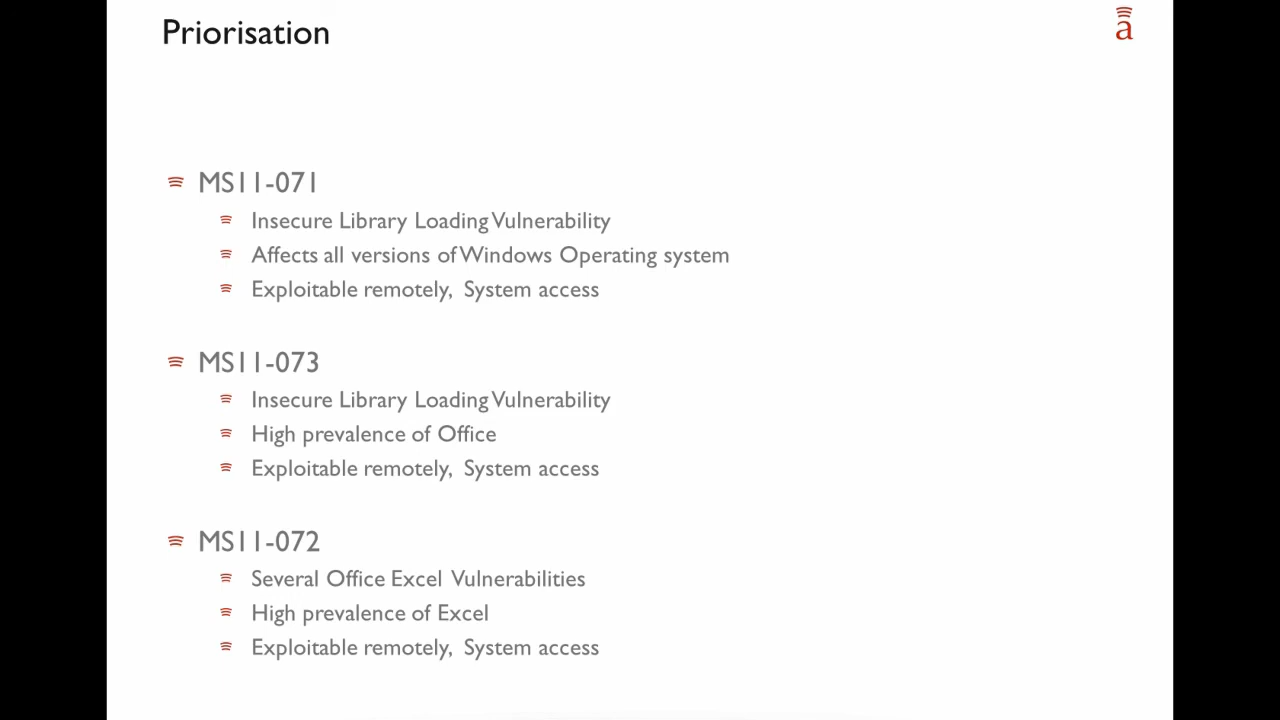 Priorisation
a
MS11-071
Insecure Library Loading Vulnerability
Affects all versions of Windows Operating system
Exploitable remotely, System access
MS11-073
Insecure Library Loading Vulnerability
High prevalence of Office
Exploitable remotely, System access
MS11-072
Several Office Excel Vulnerabilities
High prevalence of Excel
Exploitable remotely, System access